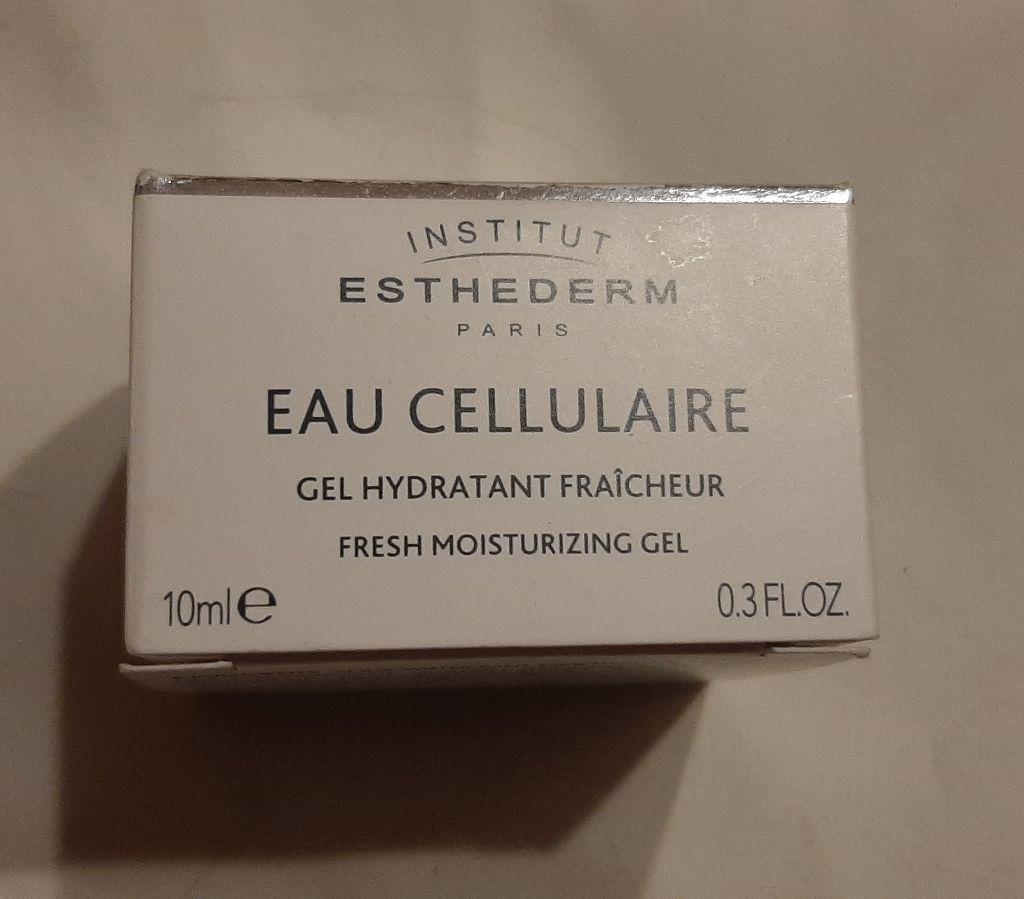 INSTITUT
ESTHEDERM
PARIS
EAU CELLULAIRE
GEL HYDRATANT FRAÎCHEUR
FRESH MOISTURIZING GEL
10ml℮ 0.3 FL.OZ.